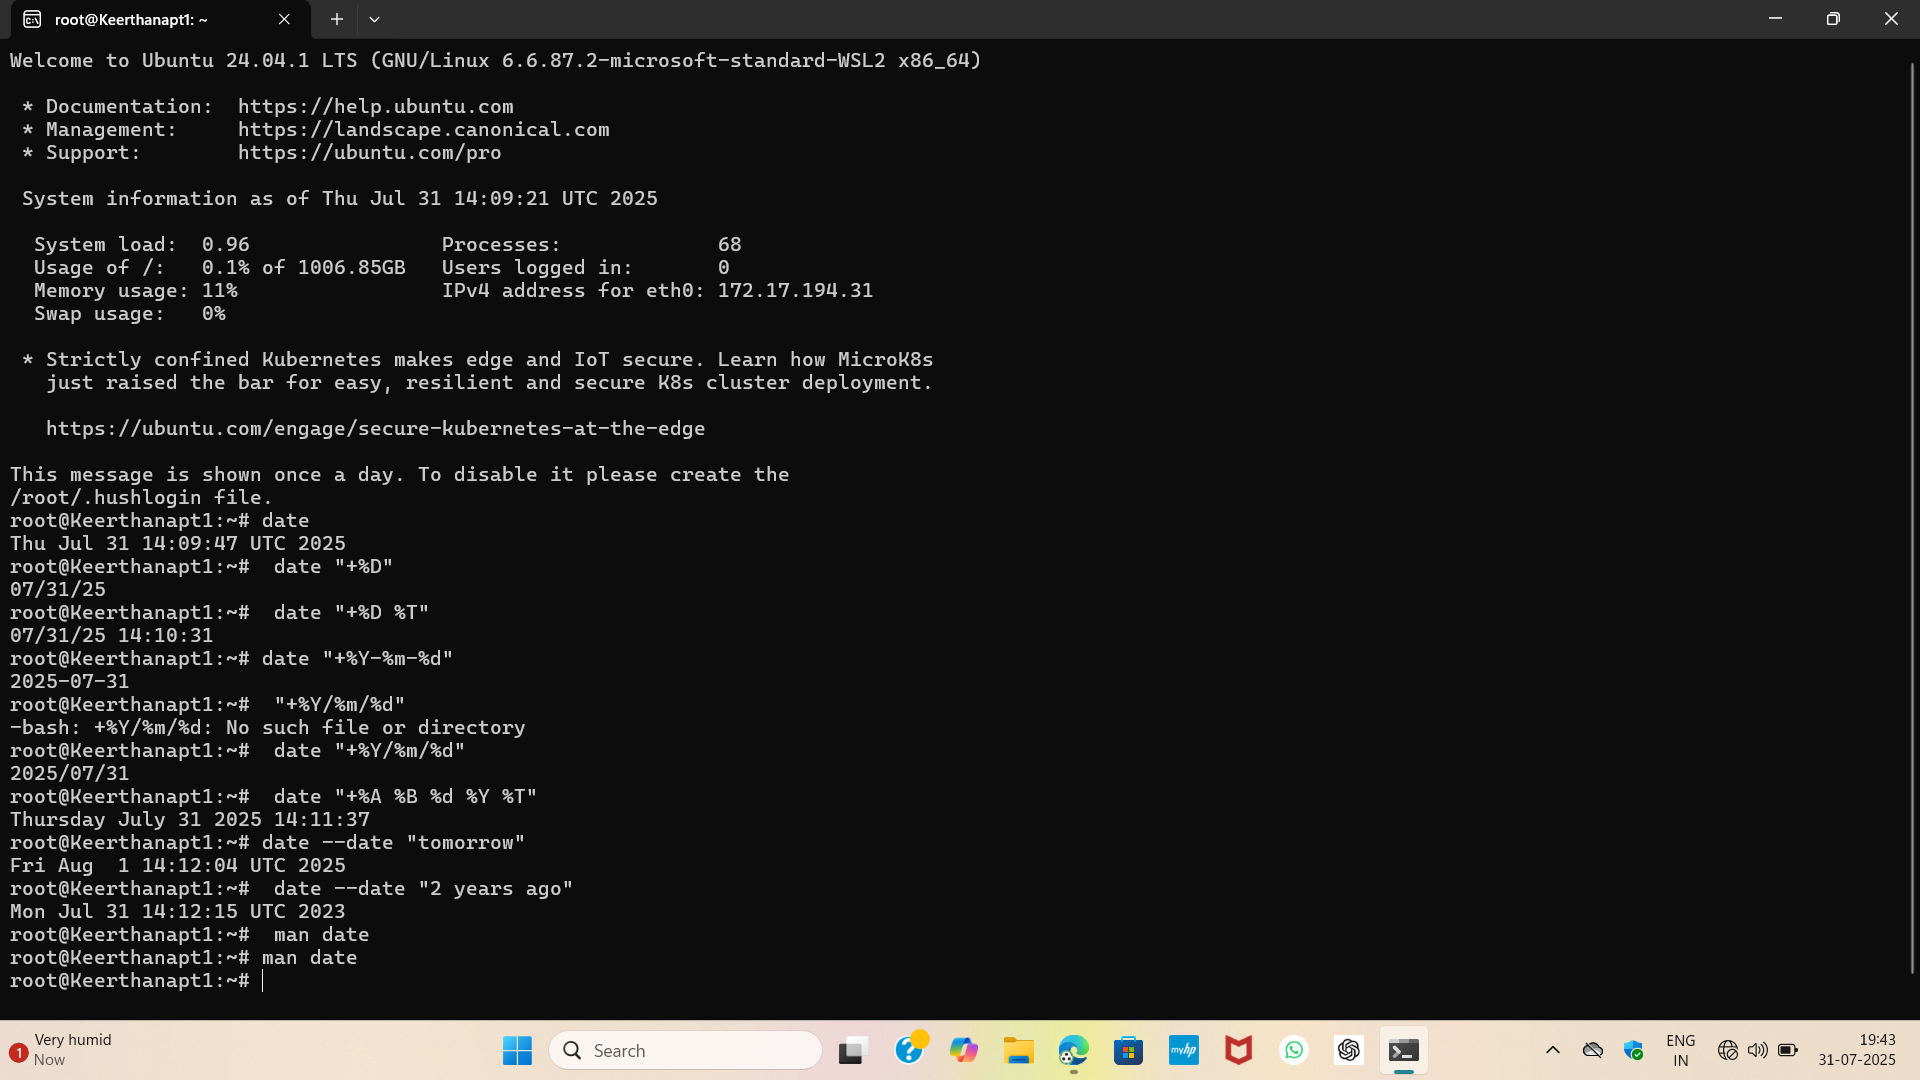 root@Keerthanapt1: ~
Welcome to Ubuntu 24.04.1 LTS (GNU/Linux 6.6.87.2-microsoft-standard-WSL2 x86_64)
* Documentation:  https://help.ubuntu.com
* Management:     https://landscape.canonical.com
* Support:        https://ubuntu.com/pro
System information as of Thu Jul 31 14:09:21 UTC 2025
System load:  0.96                Processes:             68
Usage of /:   0.1% of 1006.85GB   Users logged in:       0
Memory usage: 11%                 IPv4 address for eth0: 172.17.194.31
Swap usage:   0%
* Strictly confined Kubernetes makes edge and IoT secure. Learn how MicroK8s
just raised the bar for easy, resilient and secure K8s cluster deployment.
https://ubuntu.com/engage/secure-kubernetes-at-the-edge
This message is shown once a day. To disable it please create the
/root/.hushlogin file.
root@Keerthanapt1:~# date
Thu Jul 31 14:09:47 UTC 2025
root@Keerthanapt1:~#  date "+%D"
07/31/25
root@Keerthanapt1:~#  date "+%D %T"
07/31/25 14:10:31
root@Keerthanapt1:~# date "+%Y-%m-%d"
2025-07-31
root@Keerthanapt1:~#  "+%Y/%m/%d"
-bash: +%Y/%m/%d: No such file or directory
root@Keerthanapt1:~#  date "+%Y/%m/%d"
2025/07/31
root@Keerthanapt1:~#  date "+%A %B %d %Y %T"
Thursday July 31 2025 14:11:37
root@Keerthanapt1:~# date --date "tomorrow"
Fri Aug  1 14:12:04 UTC 2025
root@Keerthanapt1:~#  date --date "2 years ago"
Mon Jul 31 14:12:15 UTC 2023
root@Keerthanapt1:~#  man date
root@Keerthanapt1:~# man date
root@Keerthanapt1:~#
1
Very humid
Now
Search
myhp
ENG
IN
19:43
31-07-2025